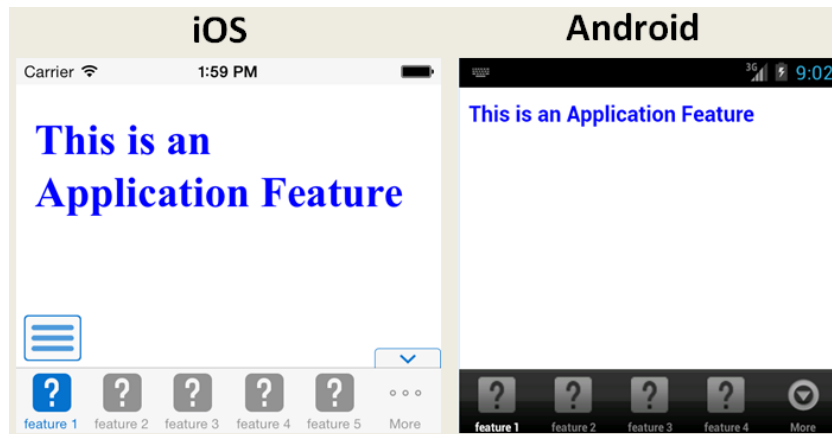 iOS
Carrier 1:59 PM
This is an
Application Feature
? ? ? ? ?
feature 1 feature 2 feature 3 feature 4 feature 5 More
Android
3G 9:02
This is an Application Feature
? ? ? ?
feature 1 feature 2 feature 3 feature 4 More